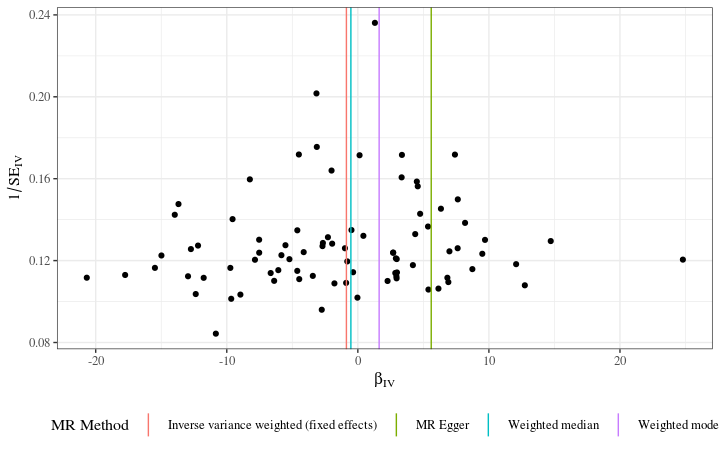 0.24
0.20
0.16
0.12
0.08
1/SE_IV
-20
-10
0
10
20
β_IV
MR Method
Inverse variance weighted (fixed effects)
MR Egger
Weighted median
Weighted mode